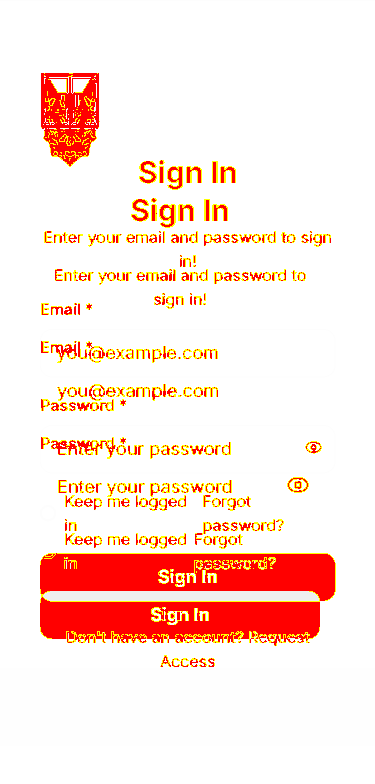 Sign In
Sign In
Enter your email and password to sign
in!
Enter your email and password to
sign in!
Email *
Email *
you@example.com
you@example.com
Password *
Password *
Enter your password
Enter your password
Keep me logged Forgot
in password?
Keep me logged Forgot
in password?
Sign In
Sign In
Don't have an account? Request
Access